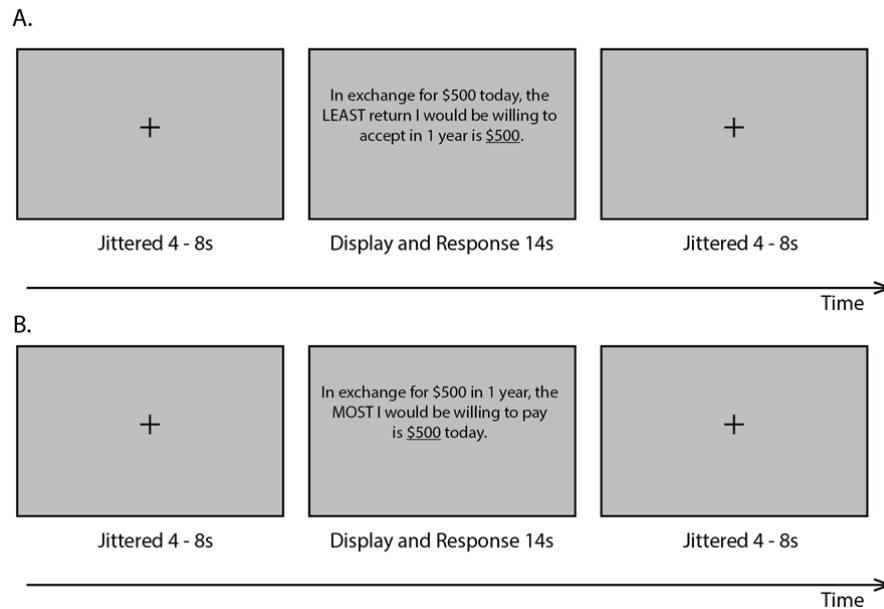 A.
+
In exchange for $500 today, the
LEAST return I would be willing to
accept in 1 year is $500.
+
Jittered 4 - 8s
Display and Response 14s
Jittered 4 - 8s
Time
B.
+
In exchange for $500 in 1 year, the
MOST I would be willing to pay
is $500 today.
+
Jittered 4 - 8s
Display and Response 14s
Jittered 4 - 8s
Time